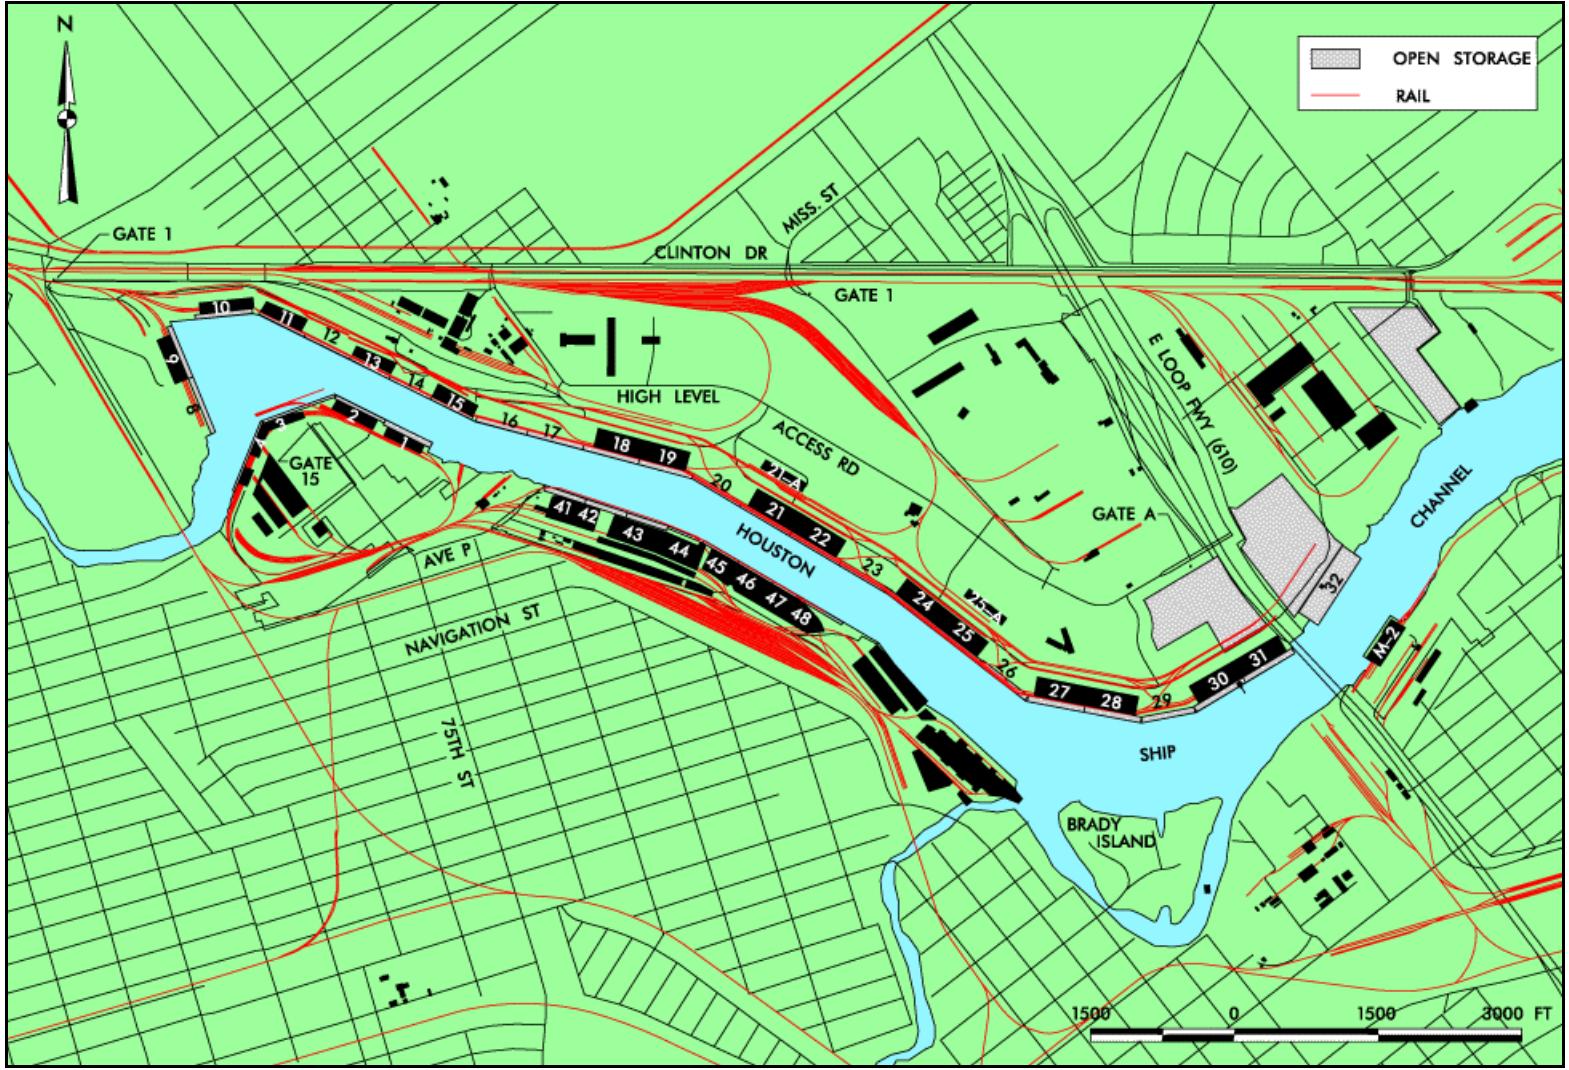 N
OPEN STORAGE
RAIL
GATE 1
MISS. ST
CLINTON DR
GATE 1
10
11
12
13
14
15
16
17
18
19
20
9
8
HIGH LEVEL
ACCESS RD
E LOOP FWY (610)
1
2
3
4
GATE
15
21-A
21
22
23
24
25
25-A
26
27
28
29
30
31
32
GATE A
CHANNEL
41
42
43
44
45
46
47
48
HOUSTON
AVE P
NAVIGATION ST
75TH ST
M-2
SHIP
BRADY
ISLAND
1500 0 1500 3000 FT